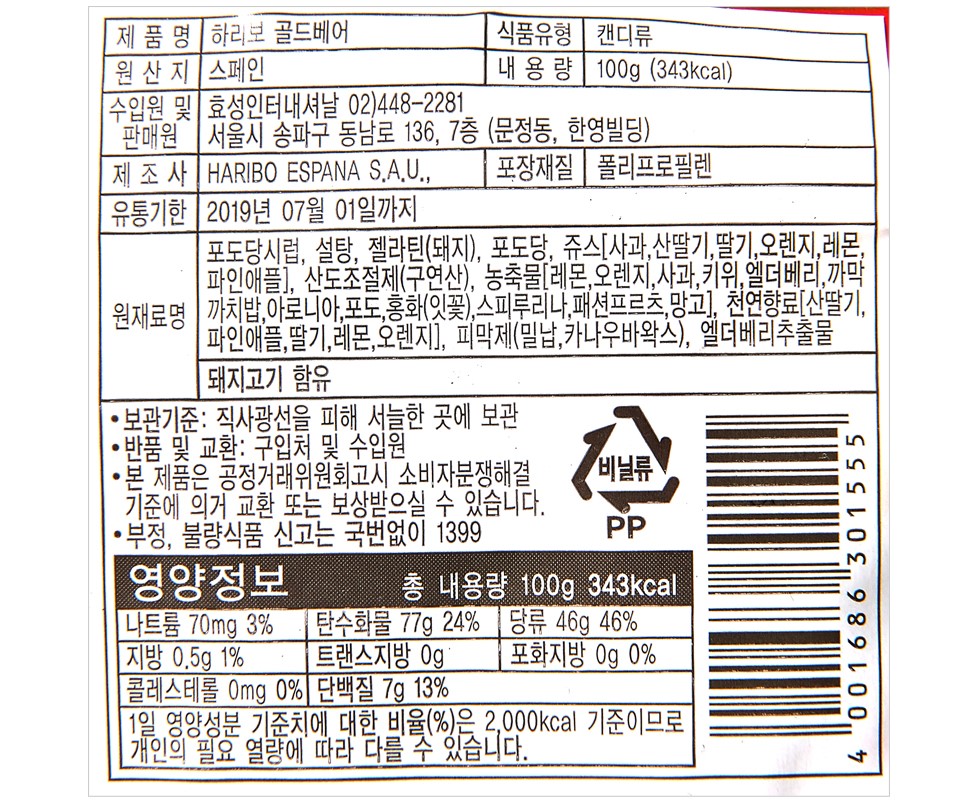 제 품 명 하리보 골드베어 식품유형 캔디류
원 산 지 스페인 내 용 량 100g (343kcal)
수입원 및 판매원 효성인터내셔날 02)448-2281
서울시 송파구 동남로 136, 7층 (문정동, 한영빌딩)
제 조 사 HARIBO ESPANA S.A.U., 포장재질 폴리프로필렌
유통기한 2019년 07월 01일까지
원재료명
포도당시럽, 설탕, 젤라틴(돼지), 포도당, 쥬스[사과,산딸기,딸기,오렌지,레몬,
파인애플], 산도조절제(구연산), 농축물[레몬,오렌지,사과,키위,엘더베리,까막
까치밥,아로니아,포도,홍화(잇꽃),스피루리나,패션프르츠,망고], 천연향료[산딸기,
파인애플,딸기,레몬,오렌지], 피막제(밀납,카나우바왁스), 엘더베리추출물
돼지고기 함유
•보관기준: 직사광선을 피해 서늘한 곳에 보관
•반품 및 교환: 구입처 및 수입원
•본 제품은 공정거래위원회고시 소비자분쟁해결
기준에 의거 교환 또는 보상받으실 수 있습니다.
•부정, 불량식품 신고는 국번없이 1399
비닐류
PP
영양정보 총 내용량 100g 343kcal
나트륨 70mg 3% 탄수화물 77g 24% 당류 46g 46%
지방 0.5g 1% 트랜스지방 0g 포화지방 0g 0%
콜레스테롤 0mg 0% 단백질 7g 13%
1일 영양성분 기준치에 대한 비율(%)은 2,000kcal 기준이므로
개인의 필요 열량에 따라 다를 수 있습니다.
4 001686 301555